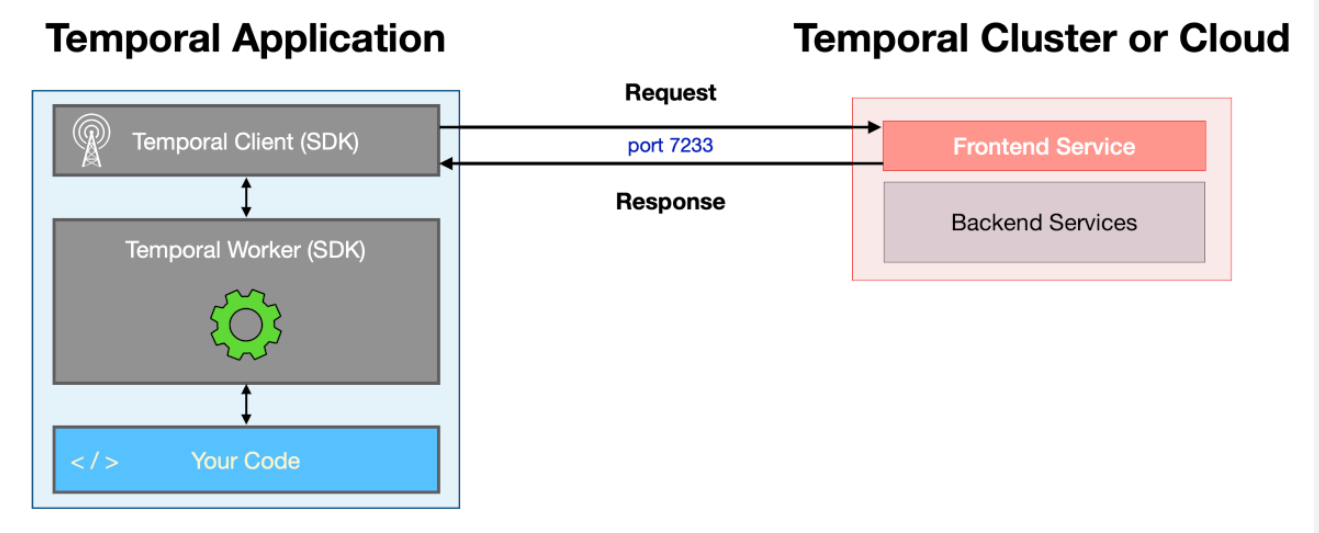 Temporal Application
Temporal Cluster or Cloud
Request
Temporal Client (SDK)
port 7233
Frontend Service
Response
Backend Services
Temporal Worker (SDK)
</> Your Code